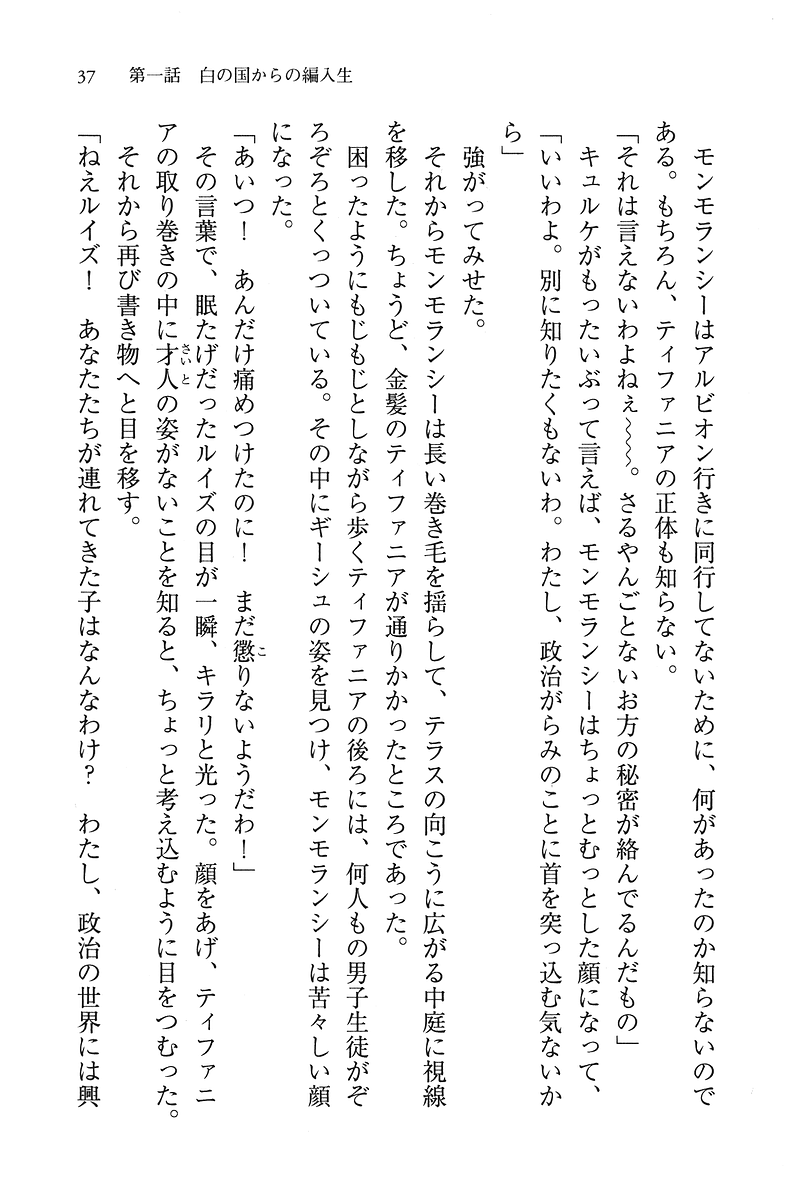 37　第一話　白の国からの編入生
　モンモランシーはアルビオン行きに同行してないために、何があったのか知らないので
ある。もちろん、ティファニアの正体も知らない。
「それは言えないわよねぇ～～～。さるやんごとないお方の秘密が絡んでるんだもの」
　キュルケがもったいぶって言えば、モンモランシーはちょっとむっとした顔になって、
「いいわよ。別に知りたくもないわ。わたし、政治がらみのことに首を突っ込む気ないか
ら」
　強がってみせた。
　それからモンモランシーは長い巻き毛を揺らして、テラスの向こうに広がる中庭に視線
を移した。ちょうど、金髪のティファニアが通りかかったところであった。
　困ったようにもじもじとしながら歩くティファニアの後ろには、何人もの男子生徒がぞ
ろぞろとくっついている。その中にギーシュの姿を見つけ、モンモランシーは苦々しい顔
になった。
「あいつ！　あんだけ痛めつけたのに！　まだ懲りないようだわ！」
　その言葉で、眠たげだったルイズの目が一瞬、キラリと光った。顔をあげ、ティファニ
アの取り巻きの中に才人の姿がないことを知ると、ちょっと考え込むように目をつむった。
　それから再び書き物へと目を移す。
「ねえルイズ！　あなたたちが連れてきた子はなんなわけ？　わたし、政治の世界には興